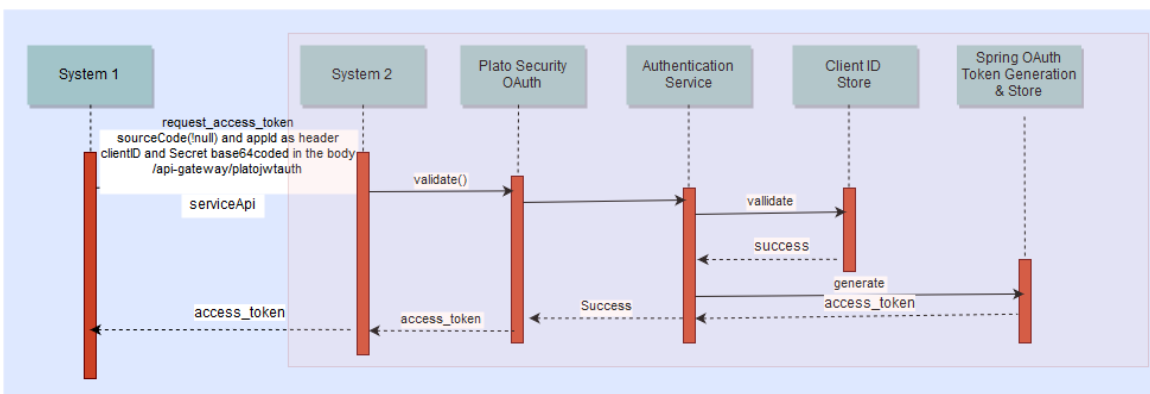 System 1
System 2
Plato Security
OAuth
Authentication
Service
Client ID
Store
Spring OAuth
Token Generation
& Store
request_access_token
sourceCode(!null) and appId as header
clientID and Secret base64coded in the body
/api-gateway/platojwtauth
serviceApi
validate()
vallidate
success
generate
access_token
Success
access_token
access_token